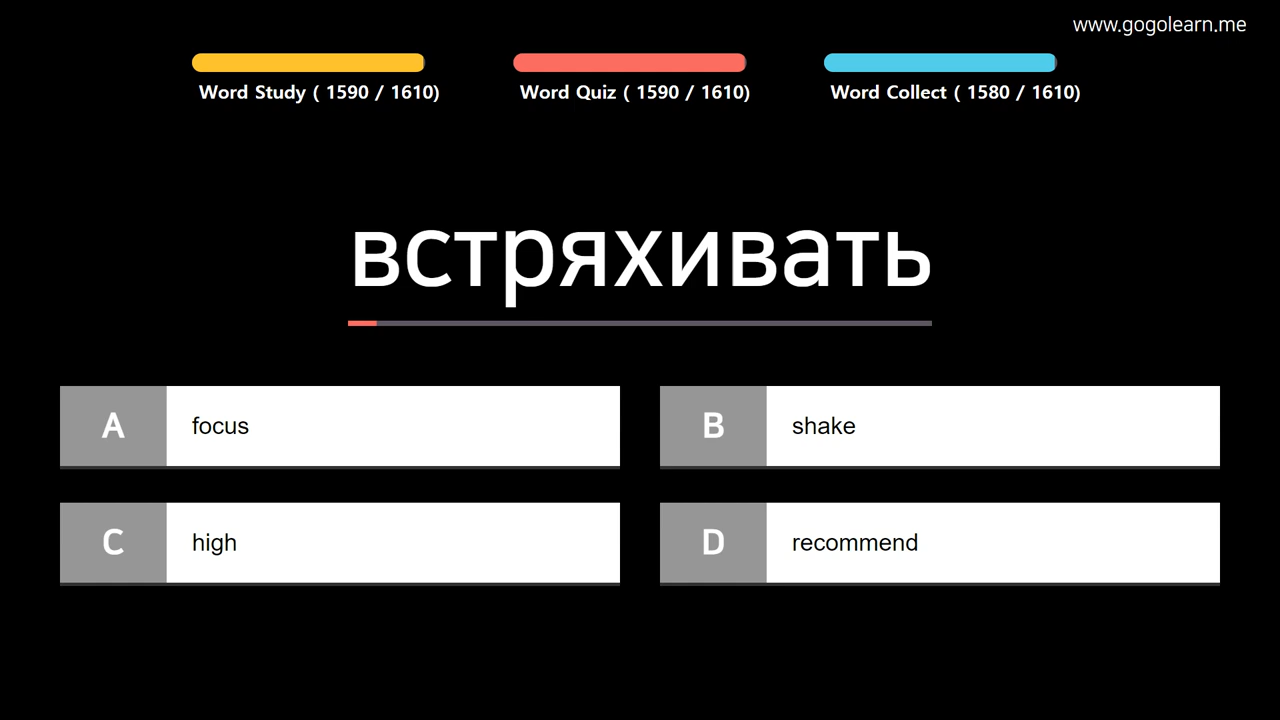 www.gogolearn.me
Word Study ( 1590 / 1610)
Word Quiz ( 1590 / 1610)
Word Collect ( 1580 / 1610)
встряхивать
A focus
B shake
C high
D recommend